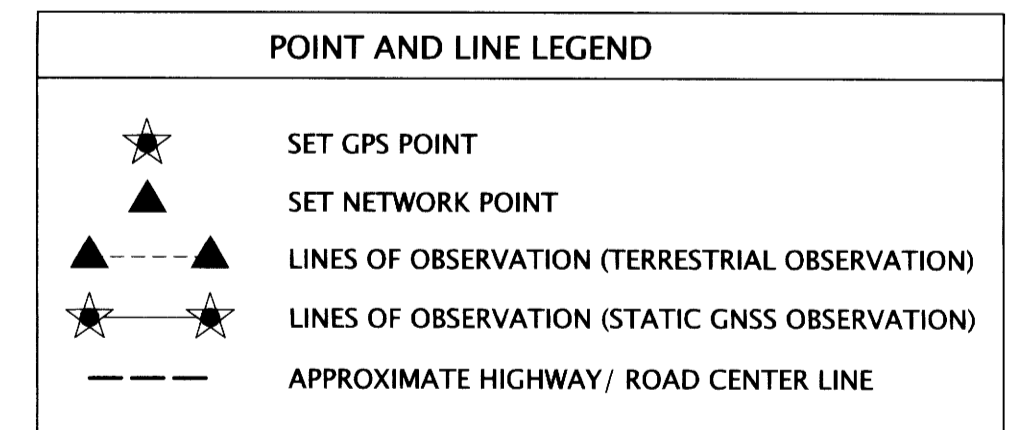 POINT AND LINE LEGEND
SET GPS POINT
SET NETWORK POINT
LINES OF OBSERVATION (TERRESTRIAL OBSERVATION)
LINES OF OBSERVATION (STATIC GNSS OBSERVATION)
APPROXIMATE HIGHWAY/ ROAD CENTER LINE